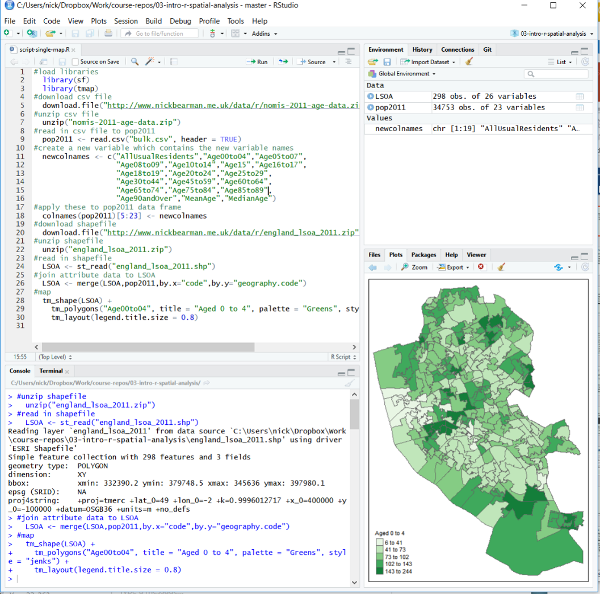 C:/Users/nick/Dropbox/Work/course-repos/03-intro-r-spatial-analysis - master - RStudio
File Edit Code View Plots Session Build Debug Profile Tools Help
Go to file/function
Addins
03-intro-r-spatial-analysis
script-single-map.R
Source on Save
Run
Source
1 #load libraries
2 library(sf)
3 library(tmap)
4 #download csv file
5 download.file("http://www.nickbearman.me.uk/data/r/nomis-2011-age-data.zi
6 #unzip csv file
7 unzip("nomis-2011-age-data.zip")
8 #read in csv file to pop2011
9 pop2011 <- read.csv("bulk.csv", header = TRUE)
10 #create a new variable which contains the new variable names
11 newcolnames <- c("AllUsualResidents","Age00to04","Age05to07",
12 "Age08to09","Age10to14","Age15","Age16to17",
13 "Age18to19","Age20to24","Age25to29",
14 "Age30to44","Age45to59","Age60to64",
15 "Age65to74","Age75to84","Age85to89",
16 "Age90andOver","MeanAge","MedianAge")
17 #apply these to pop2011 data frame
18 colnames(pop2011)[5:23] <- newcolnames
19 #download shapefile
20 download.file("http://www.nickbearman.me.uk/data/r/england_lsoa_2011.zip"
21 #unzip shapefile
22 unzip("england_lsoa_2011.zip")
23 #read in shapefile
24 LSOA <- st_read("england_lsoa_2011.shp")
25 #join attribute data to LSOA
26 LSOA <- merge(LSOA,pop2011,by.x="code",by.y="geography.code")
27 #map
28 tm_shape(LSOA) +
29 tm_polygons("Age00to04", title = "Aged 0 to 4", palette = "Greens", sty
30 tm_layout(legend.title.size = 0.8)
31
15:55
(Top Level)
R Script
Console Terminal
C:/Users/nick/Dropbox/Work/course-repos/03-intro-r-spatial-analysis/
> #unzip shapefile
> unzip("england_lsoa_2011.zip")
> #read in shapefile
> LSOA <- st_read("england_lsoa_2011.shp")
Reading layer `england_lsoa_2011' from data source `C:\Users\nick\Dropbox\Work
\course-repos\03-intro-r-spatial-analysis\england_lsoa_2011.shp' using driver
`ESRI Shapefile'
Simple feature collection with 298 features and 3 fields
geometry type: POLYGON
dimension: XY
bbox: xmin: 332390.2 ymin: 379748.5 xmax: 345636 ymax: 397980.1
epsg (SRID): NA
proj4string: +proj=tmerc +lat_0=49 +lon_0=-2 +k=0.9996012717 +x_0=400000 +y
_0=-100000 +datum=OSGB36 +units=m +no_defs
> #join attribute data to LSOA
> LSOA <- merge(LSOA,pop2011,by.x="code",by.y="geography.code")
> #map
> tm_shape(LSOA) +
+ tm_polygons("Age00to04", title = "Aged 0 to 4", palette = "Greens", styl
e = "jenks") +
+ tm_layout(legend.title.size = 0.8)
>
Environment History Connections Git
Import Dataset
List
Global Environment
Data
LSOA 298 obs. of 26 variables
pop2011 34753 obs. of 23 variables
Values
newcolnames chr [1:19] "AllUsualResidents" "A.
Files Plots Packages Help Viewer
Zoom Export
Aged 0 to 4
6 to 41
41 to 73
73 to 102
102 to 143
143 to 244